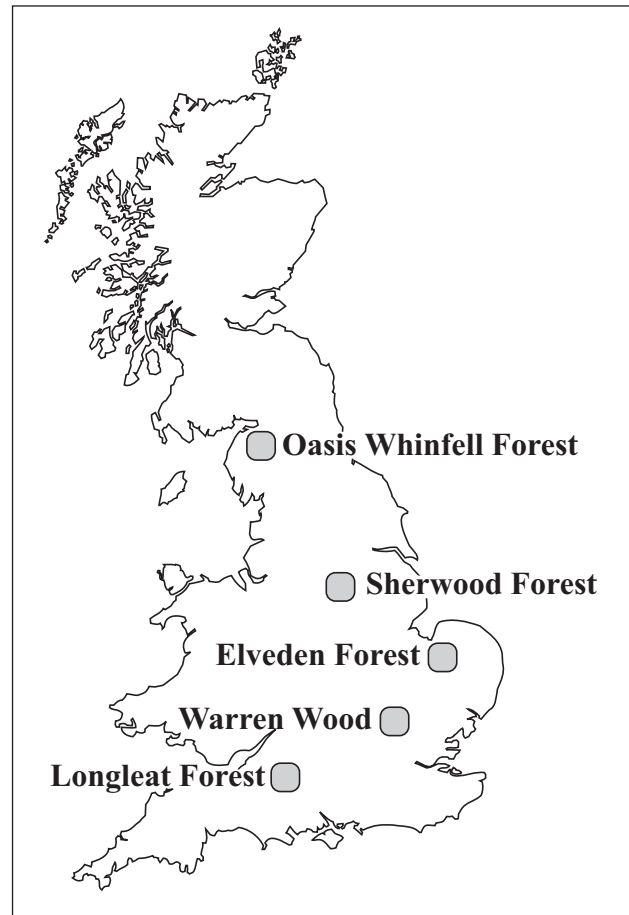 Oasis Whinfell Forest
Sherwood Forest
Elveden Forest
Warren Wood
Longleat Forest